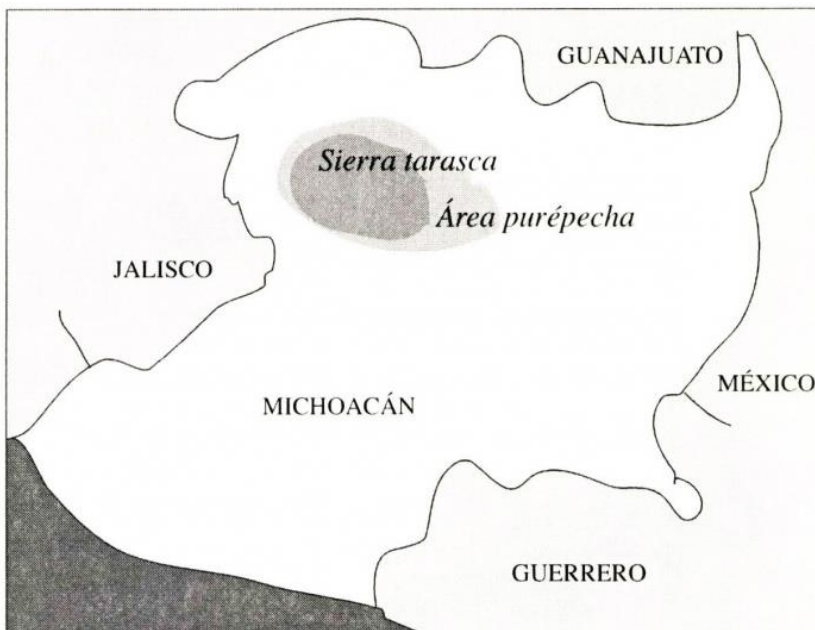 GUANAJUATO
Sierra tarasca
Área purépecha
JALISCO
MÉXICO
MICHOACÁN
GUERRERO